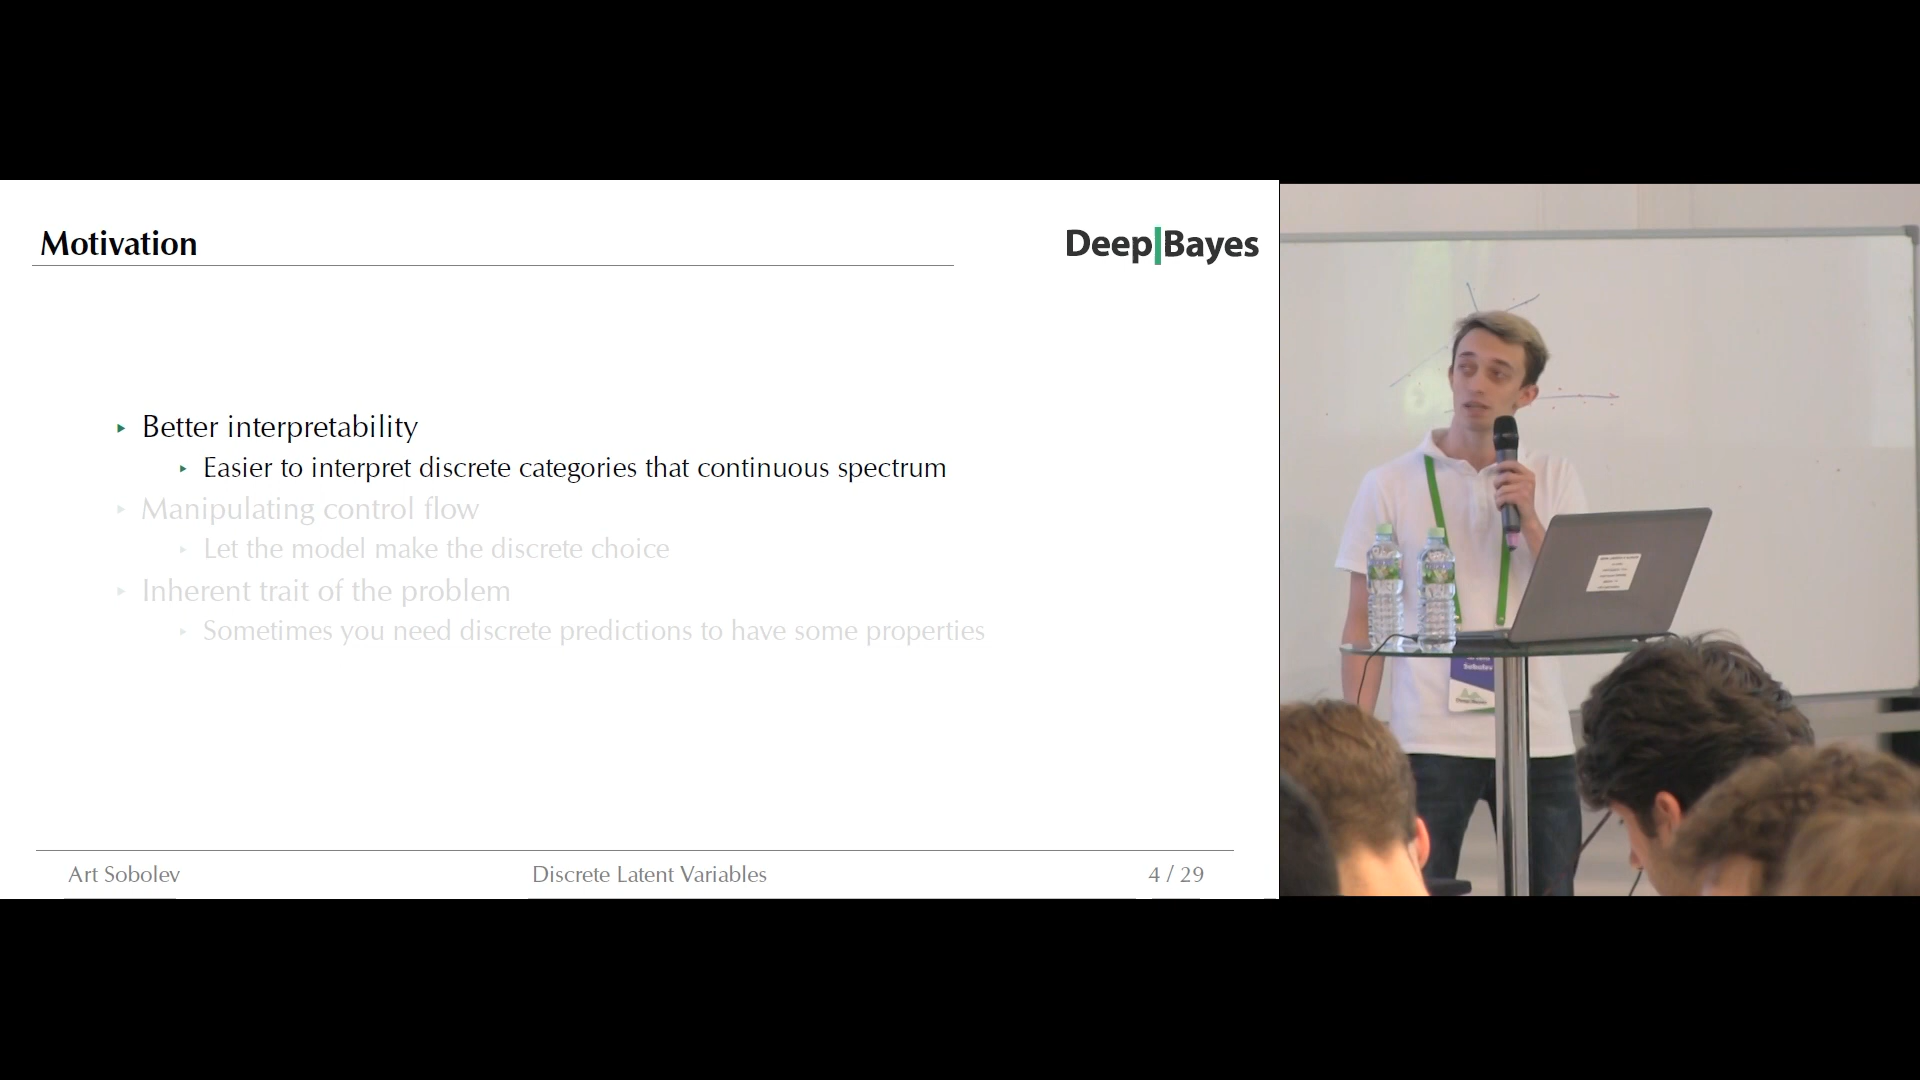 Motivation
Deep|Bayes
Better interpretability
Easier to interpret discrete categories that continuous spectrum
Manipulating control flow
Let the model make the discrete choice
Inherent trait of the problem
Sometimes you need discrete predictions to have some properties
Art Sobolev
Discrete Latent Variables
4 / 29